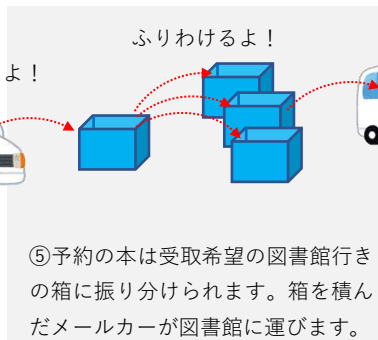 ふりわけるよ！
よ！
⑤予約の本は受取希望の図書館行き
の箱に振り分けられます。箱を積ん
だメールカーが図書館に運びます。